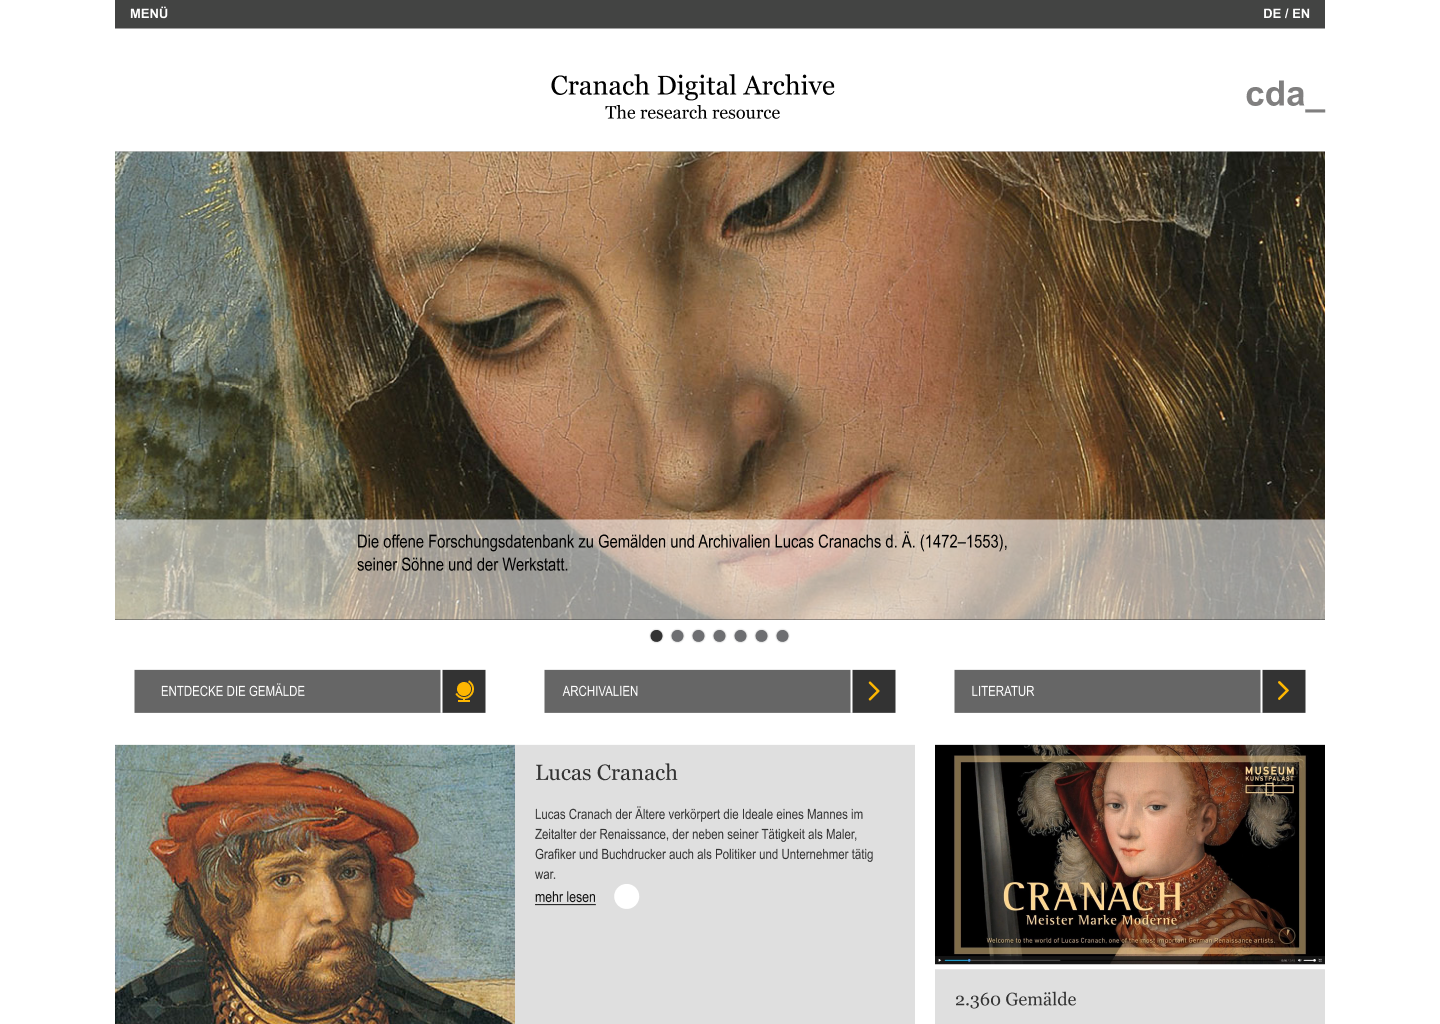 MENÜ
DE / EN
Cranach Digital Archive
The research resource
cda_
Die offene Forschungsdatenbank zu Gemälden und Archivalien Lucas Cranachs d. Ä. (1472–1553),
seiner Söhne und der Werkstatt.
ENTDECKE DIE GEMÄLDE
ARCHIVALIEN
LITERATUR
Lucas Cranach
Lucas Cranach der Ältere verkörpert die Ideale eines Mannes im
Zeitalter der Renaissance, der neben seiner Tätigkeit als Maler,
Grafiker und Buchdrucker auch als Politiker und Unternehmer tätig
war.
mehr lesen
MUSEUM
KUNSTPALAST
CRANACH
Meister Marke Moderne
Welcome to the world of Lucas Cranach, one of the most important German Renaissance artists.
2.360 Gemälde